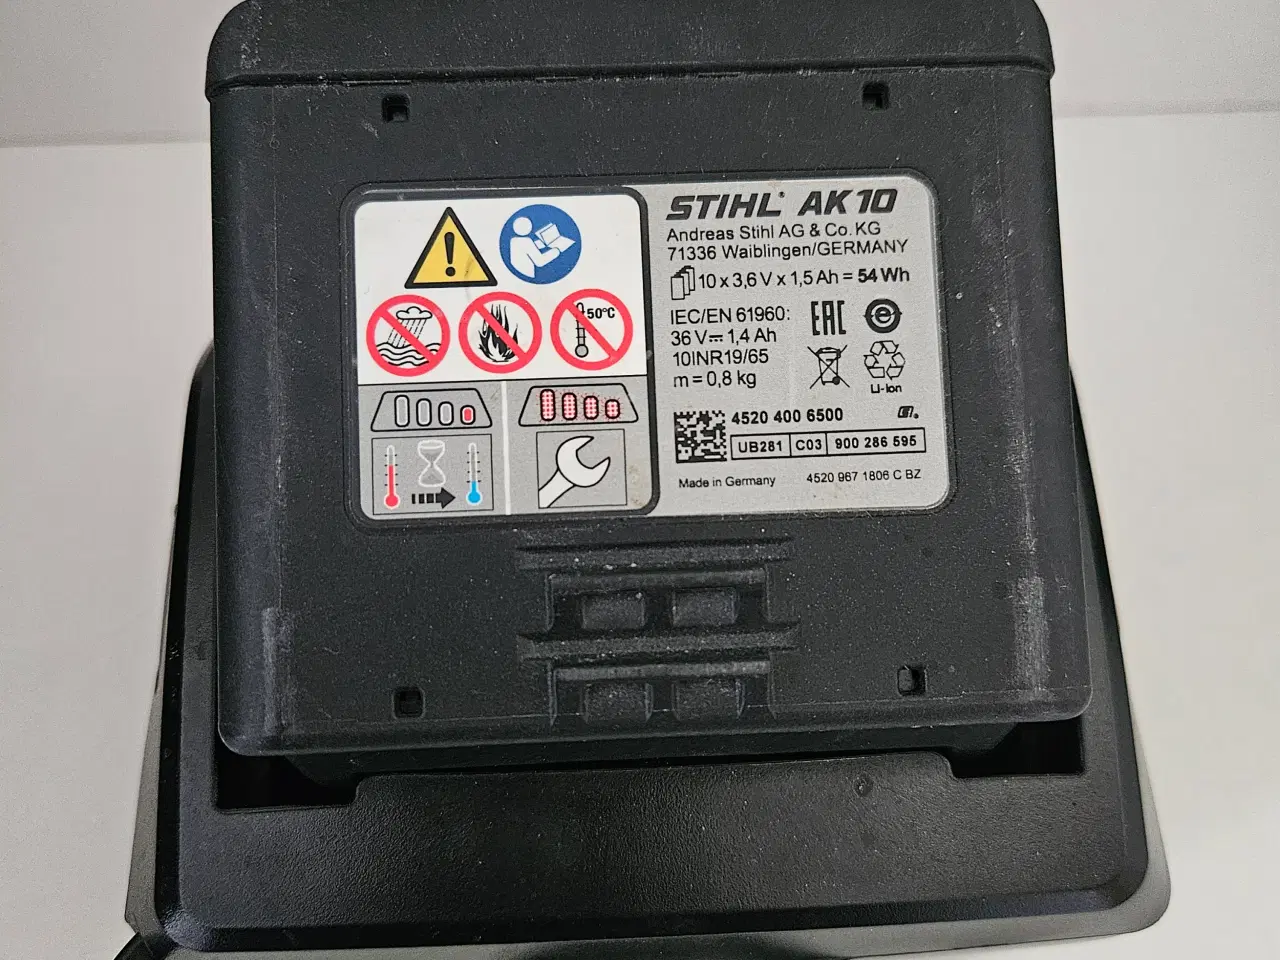 STIHL® AK 10
Andreas Stihl AG & Co. KG
71336 Waiblingen/GERMANY
10 x 3,6 V x 1,5 Ah = 54 Wh
IEC/EN 61960:
36 V⎓ 1,4 Ah
10INR19/65
m = 0,8 kg
EAC
Li-Ion
50°C
4520 400 6500
UB281 C03 900 286 595
Made in Germany 4520 967 1806 C BZ